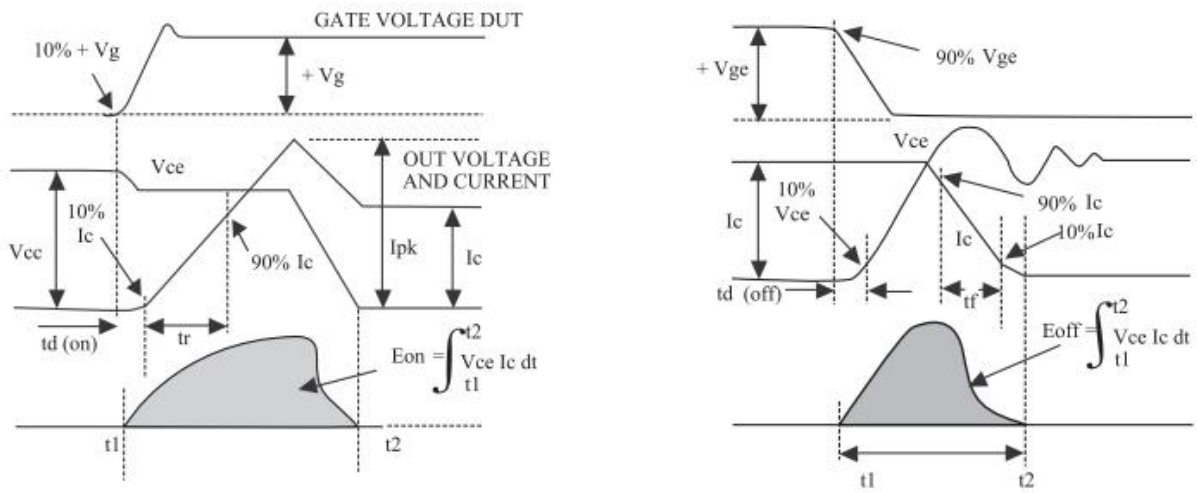 GATE VOLTAGE DUT
10% + Vg
+ Vg
Vce
OUT VOLTAGE
AND CURRENT
10%
Ic
Vcc
90% Ic
Ipk
Ic
td (on)
tr
Eon = ∫ t2 t1 Vce Ic dt
t1
t2
90% Vge
+ Vge
Vce
10%
Vce
Ic
90% Ic
Ic
10%Ic
td (off)
tf
Eoff = ∫ t2 t1 Vce Ic dt
t1
t2